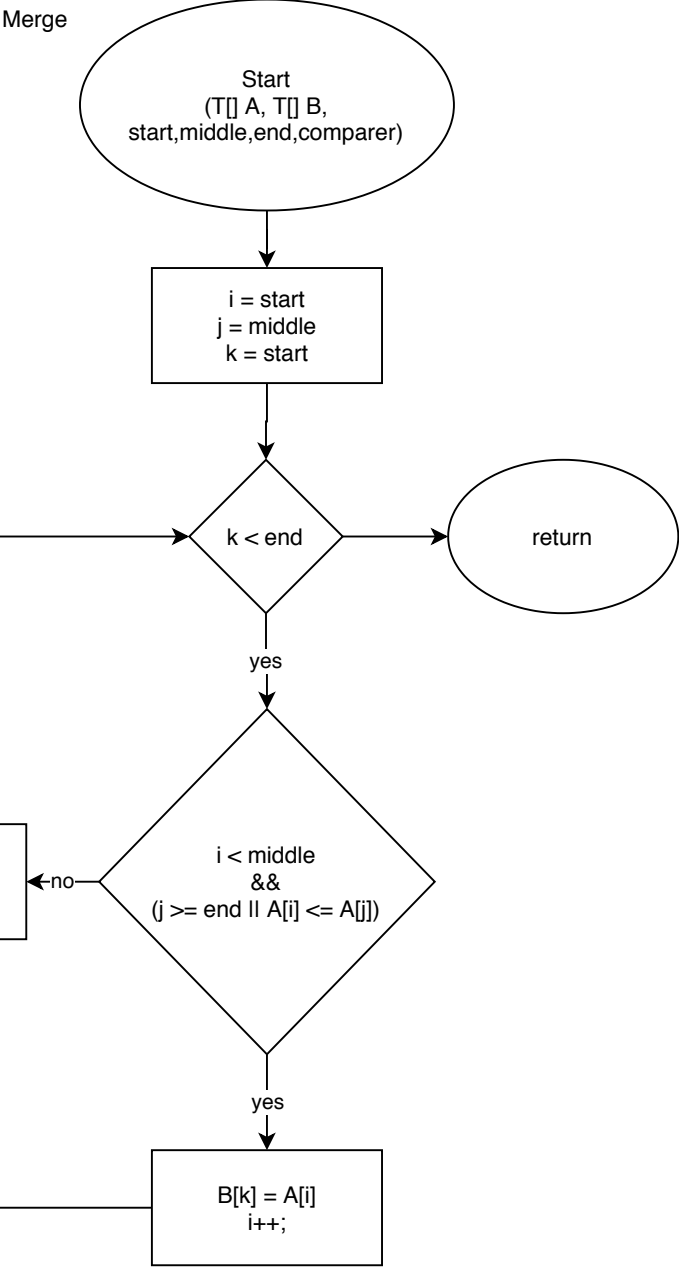 Merge
Start
(T[] A, T[] B,
start,middle,end,comparer)
i = start
j = middle
k = start
k < end
return
yes
i < middle
&&
(j >= end || A[i] <= A[j])
no
yes
B[k] = A[i]
i++;